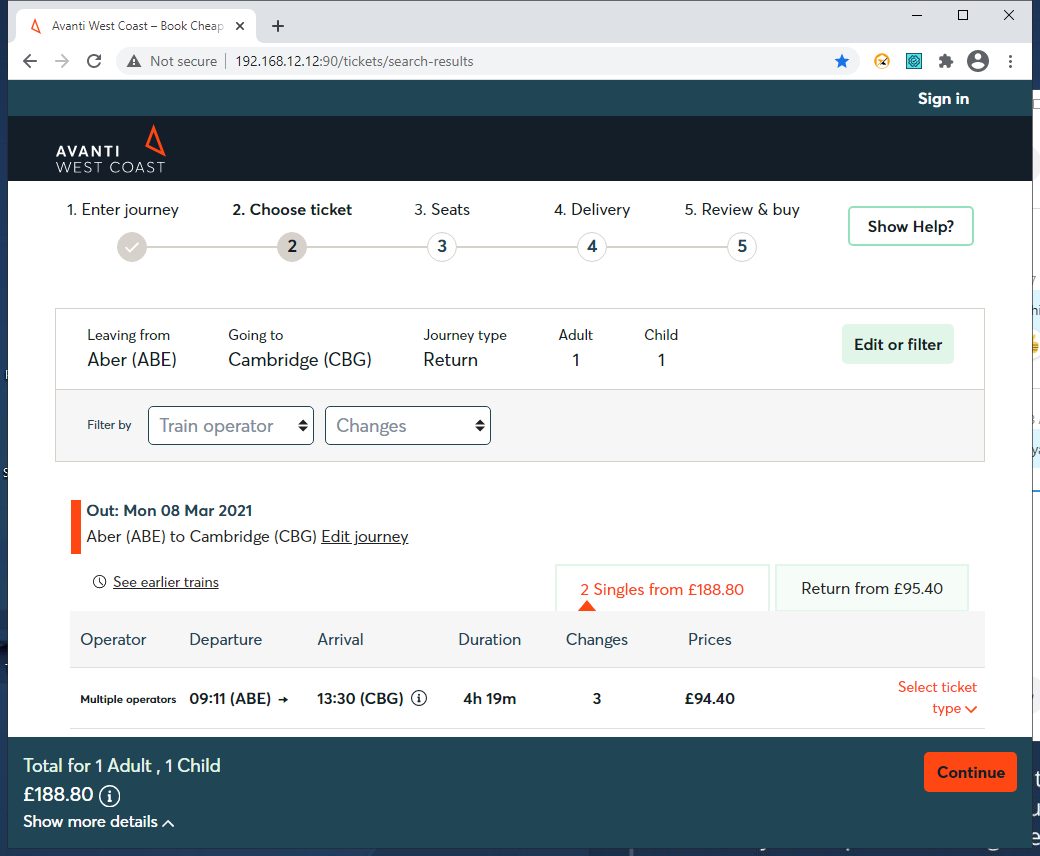 Avanti West Coast – Book Cheap
Not secure
192.168.12.12:90/tickets/search-results
Sign in
AVANTI
WEST COAST
1. Enter journey 2. Choose ticket 3. Seats 4. Delivery 5. Review & buy
Show Help?
2 3 4 5
Leaving from Going to Journey type Adult Child
Aber (ABE) Cambridge (CBG) Return 1 1
Edit or filter
Filter by Train operator Changes
Out: Mon 08 Mar 2021
Aber (ABE) to Cambridge (CBG) Edit journey
See earlier trains
2 Singles from £188.80 Return from £95.40
Operator Departure Arrival Duration Changes Prices
Multiple operators 09:11 (ABE) → 13:30 (CBG) 4h 19m 3 £94.40
Select ticket
type
Total for 1 Adult , 1 Child
£188.80
Show more details
Continue